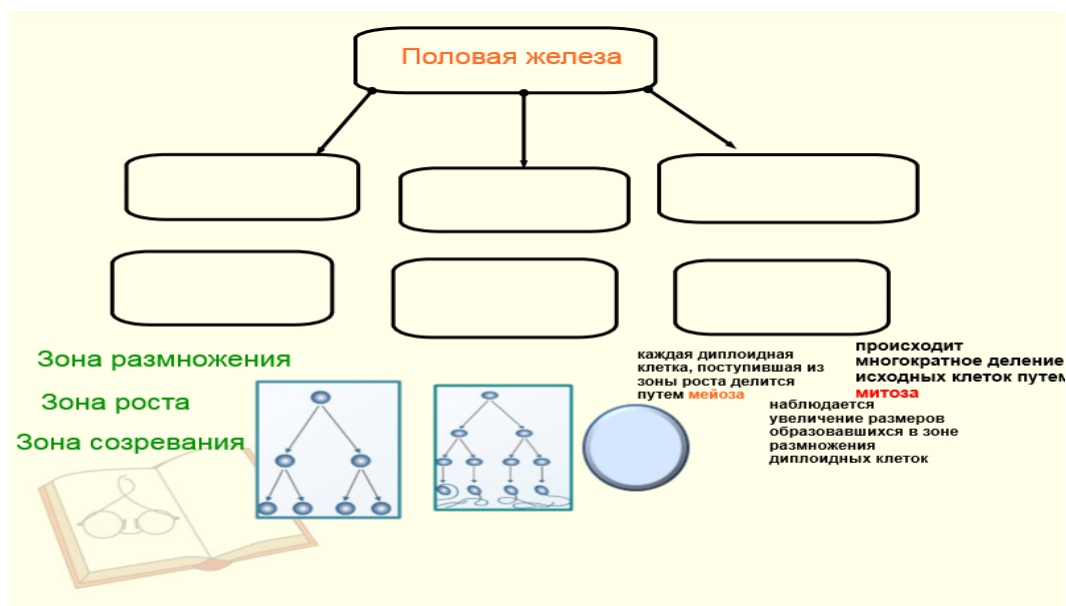 Половая железа
Зона размножения
Зона роста
Зона созревания
каждая диплоидная
клетка, поступившая из
зоны роста делится
путем мейоза
происходит
многократное деление
исходных клеток путем
митоза
наблюдается
увеличение размеров
образовавшихся в зоне
размножения
диплоидных клеток